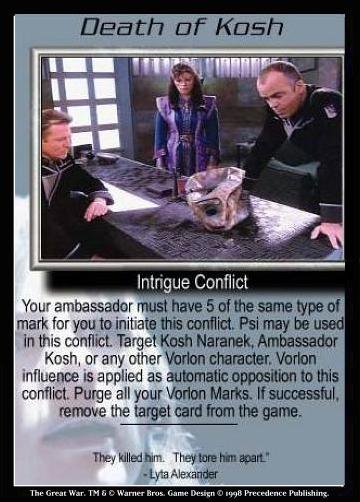 Death of Kosh
Intrigue Conflict
Your ambassador must have 5 of the same type of
mark for you to initiate this conflict. Psi may be used
in this conflict. Target Kosh Naranek, Ambassador
Kosh, or any other Vorlon character. Vorlon
influence is applied as automatic opposition to this
conflict. Purge all your Vorlon Marks. If successful,
remove the target card from the game.
They killed him. They tore him apart."
- Lyta Alexander
The Great War. TM & © Warner Bros. Game Design © 1998 Precedence Publishing.